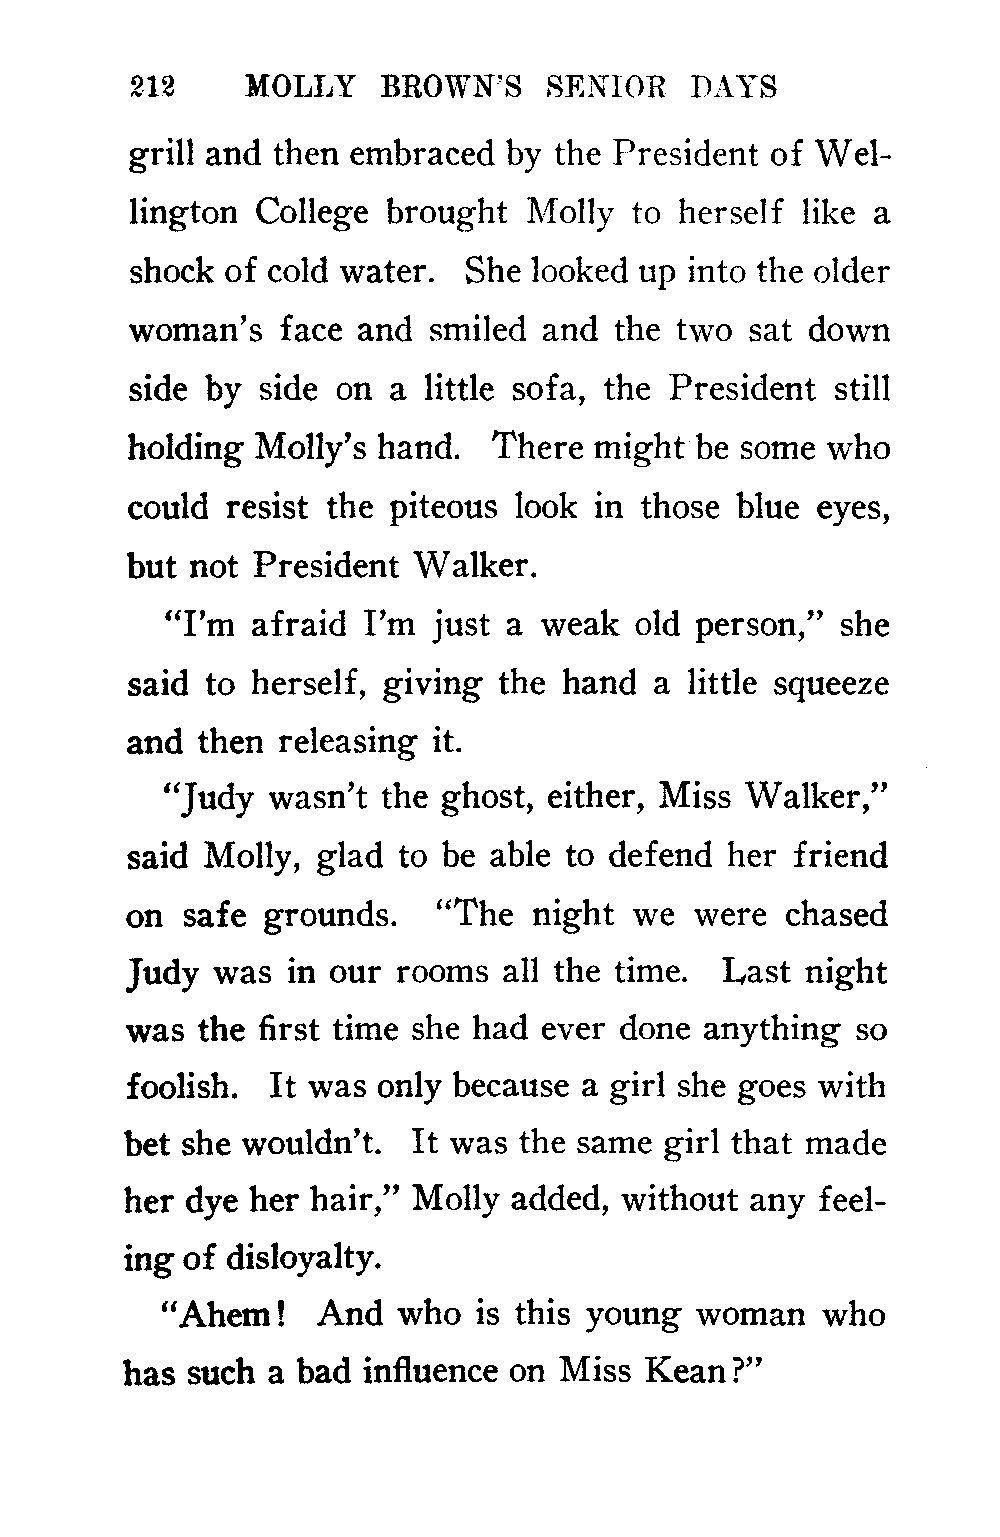 212 MOLLY BROWN'S SENIOR DAYS
grill and then embraced by the President of Wel-
lington College brought Molly to herself like a
shock of cold water. She looked up into the older
woman's face and smiled and the two sat down
side by side on a little sofa, the President still
holding Molly's hand. There might be some who
could resist the piteous look in those blue eyes,
but not President Walker.
"I'm afraid I'm just a weak old person," she
said to herself, giving the hand a little squeeze
and then releasing it.
"Judy wasn't the ghost, either, Miss Walker,"
said Molly, glad to be able to defend her friend
on safe grounds. "The night we were chased
Judy was in our rooms all the time. Last night
was the first time she had ever done anything so
foolish. It was only because a girl she goes with
bet she wouldn't. It was the same girl that made
her dye her hair," Molly added, without any feel-
ing of disloyalty.
"Ahem! And who is this young woman who
has such a bad influence on Miss Kean?"